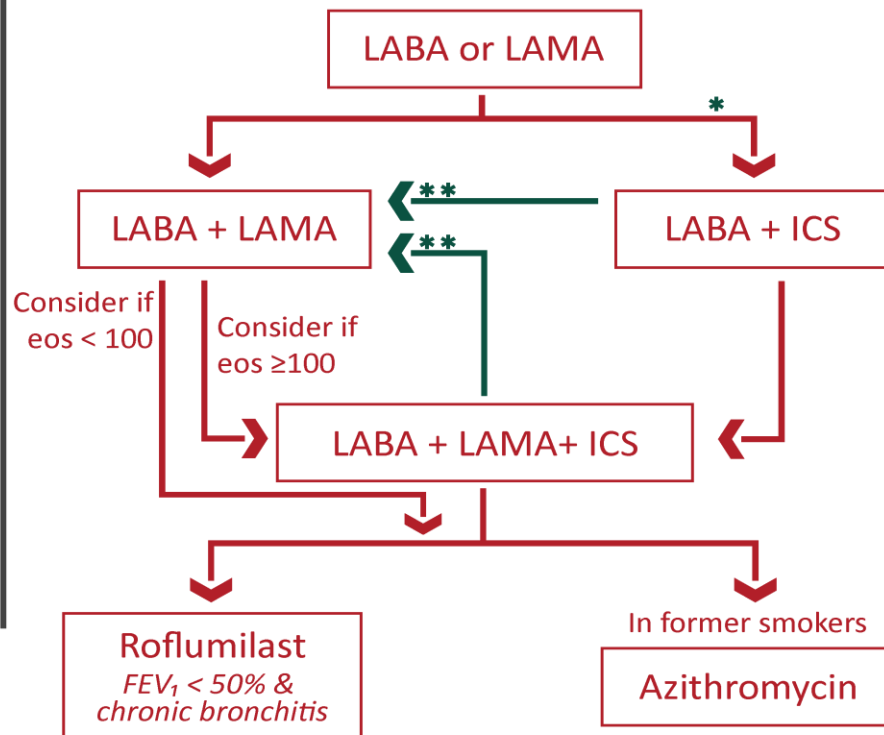 LABA or LAMA
*
LABA + LAMA
**
**
LABA + ICS
Consider if
eos < 100
Consider if
eos ≥100
LABA + LAMA+ ICS
Roflumilast
FEV₁ < 50% &
chronic bronchitis
In former smokers
Azithromycin